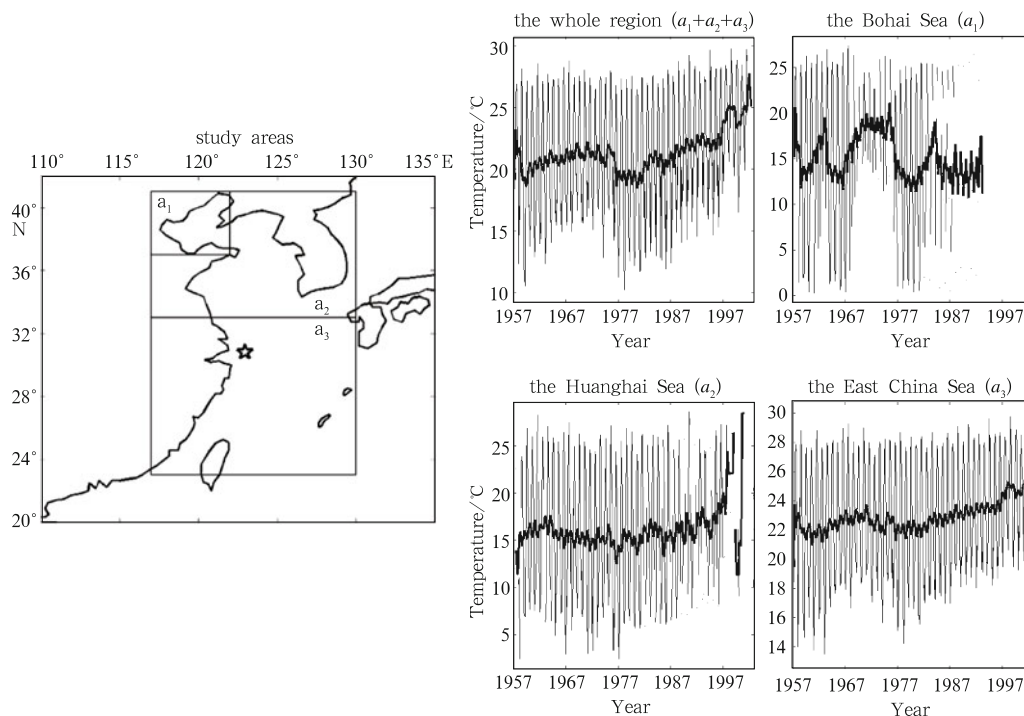 study areas
110° 115° 120° 125° 130° 135° E
40°
N
36°
32°
28°
24°
20°
a1
a2
a3
the whole region (a1+a2+a3)
Temperature/℃
30
25
20
15
10
1957 1967 1977 1987 1997
Year
the Bohai Sea (a1)
25
20
15
10
5
0
1957 1967 1977 1987 1997
Year
the Huanghai Sea (a2)
Temperature/℃
25
20
15
10
5
1957 1967 1977 1987 1997
Year
the East China Sea (a3)
30
28
26
24
22
20
18
16
14
1957 1967 1977 1987 1997
Year